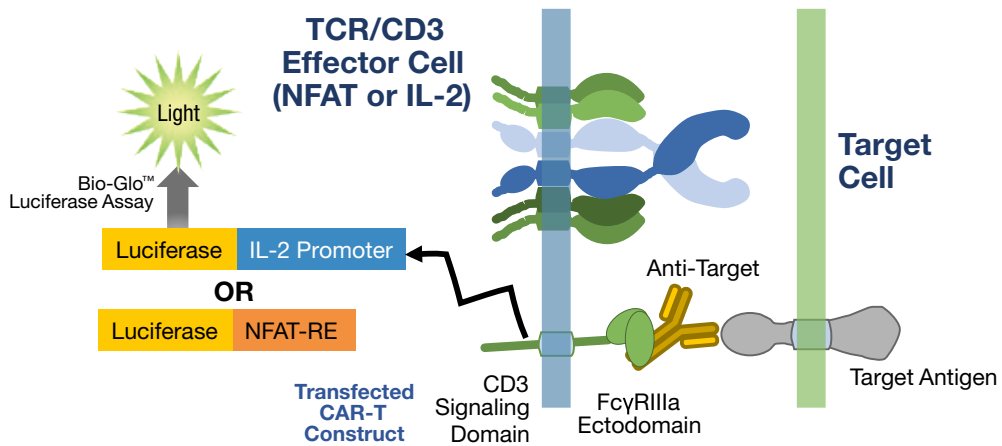 TCR/CD3
Effector Cell
(NFAT or IL-2)
Light
Target
Cell
Bio-Glo™
Luciferase Assay
Luciferase IL-2 Promoter
OR
Luciferase NFAT-RE
Anti-Target
Transfected
CAR-T
Construct
CD3
Signaling
Domain
FcγRIIIa
Ectodomain
Target Antigen